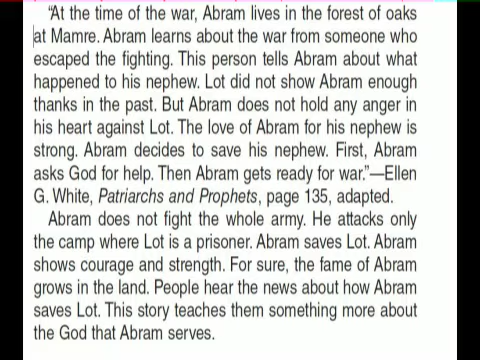 “At the time of the war, Abram lives in the forest of oaks
at Mamre. Abram learns about the war from someone who
escaped the fighting. This person tells Abram about what
happened to his nephew. Lot did not show Abram enough
thanks in the past. But Abram does not hold any anger in
his heart against Lot. The love of Abram for his nephew is
strong. Abram decides to save his nephew. First, Abram
asks God for help. Then Abram gets ready for war.”—Ellen
G. White, Patriarchs and Prophets, page 135, adapted.
Abram does not fight the whole army. He attacks only
the camp where Lot is a prisoner. Abram saves Lot. Abram
shows courage and strength. For sure, the fame of Abram
grows in the land. People hear the news about how Abram
saves Lot. This story teaches them something more about
the God that Abram serves.